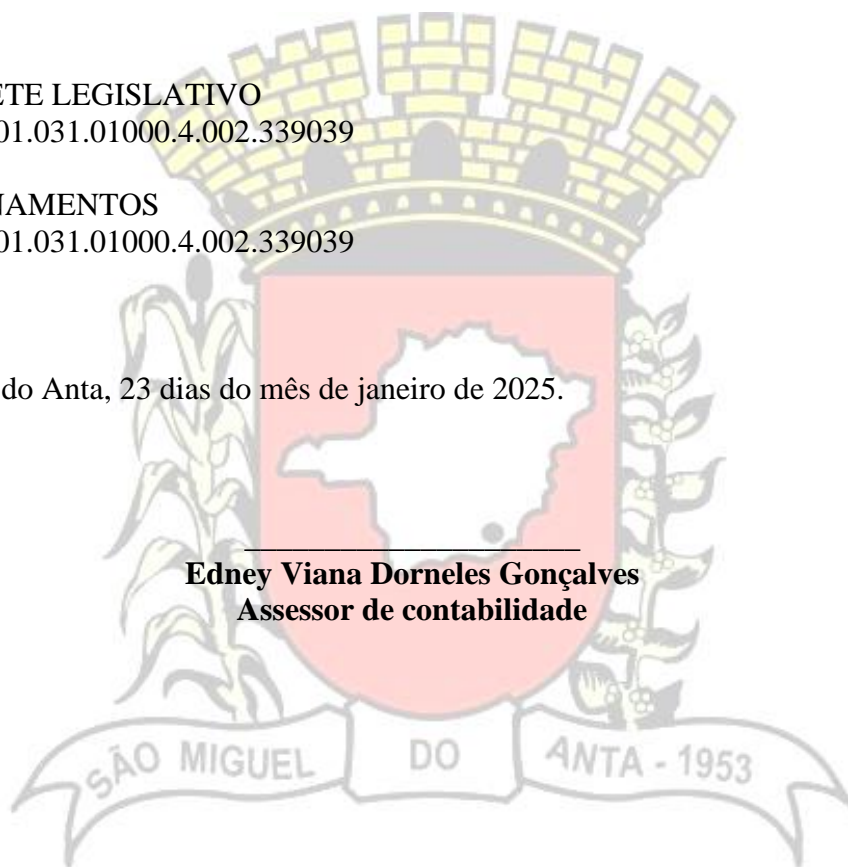 ETE LEGISLATIVO
01.031.01000.4.002.339039
NAMENTOS
01.031.01000.4.002.339039
do Anta, 23 dias do mês de janeiro de 2025.
Edney Viana Dorneles Gonçalves
Assessor de contabilidade
SÃO MIGUEL DO ANTA - 1953